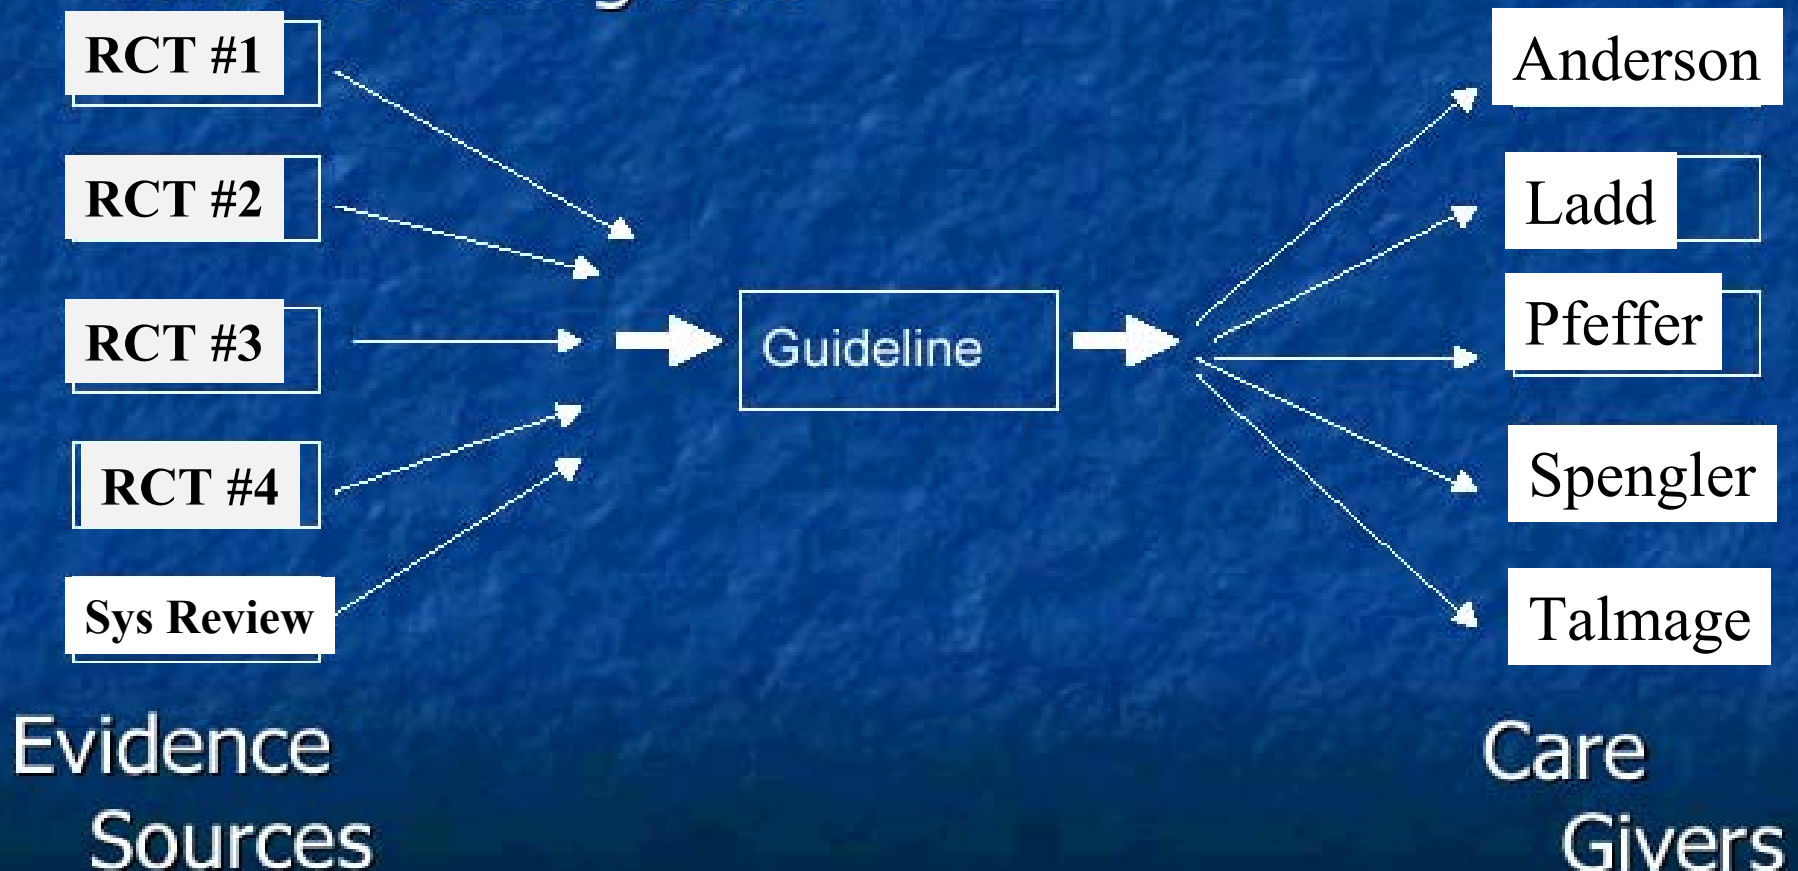 RCT #1
RCT #2
RCT #3
RCT #4
Sys Review
Evidence
Sources
Guideline
Anderson
Ladd
Pfeffer
Spengler
Talmage
Care
Givers